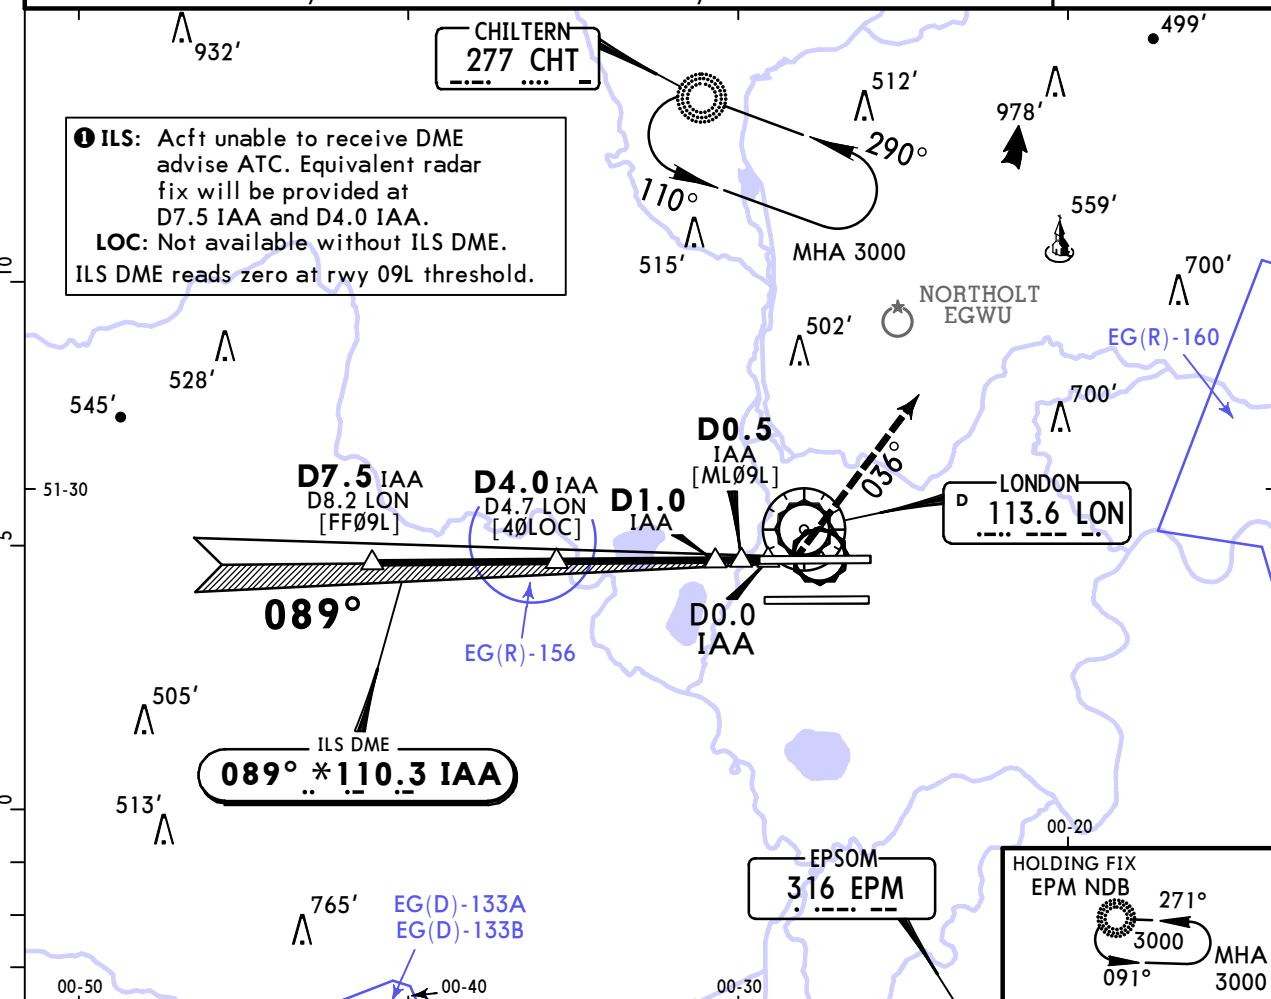 499'
932'
CHILTERN
277 CHT
512'
978'
❶ ILS: Acft unable to receive DME
advise ATC. Equivalent radar
fix will be provided at
D7.5 IAA and D4.0 IAA.
LOC: Not available without ILS DME.
ILS DME reads zero at rwy 09L threshold.
290°
110°
559'
MHA 3000
515'
10
700'
NORTHOLT
EGWU
502'
EG(R)-160
528'
545'
700'
D0.5
IAA
[MLØ9L]
036°
D7.5 IAA
D8.2 LON
[FFØ9L]
D4.0 IAA
D4.7 LON
[4ØLOC]
D1.0
IAA
51-30
LONDON
D 113.6 LON
5
089°
D0.0
IAA
EG(R)-156
505'
ILS DME
089° *110.3 IAA
513'
0
00-20
EPSOM
316 EPM
HOLDING FIX
EPM NDB
271°
3000
091°
MHA
3000
765'
EG(D)-133A
EG(D)-133B
00-50
00-40
00-30